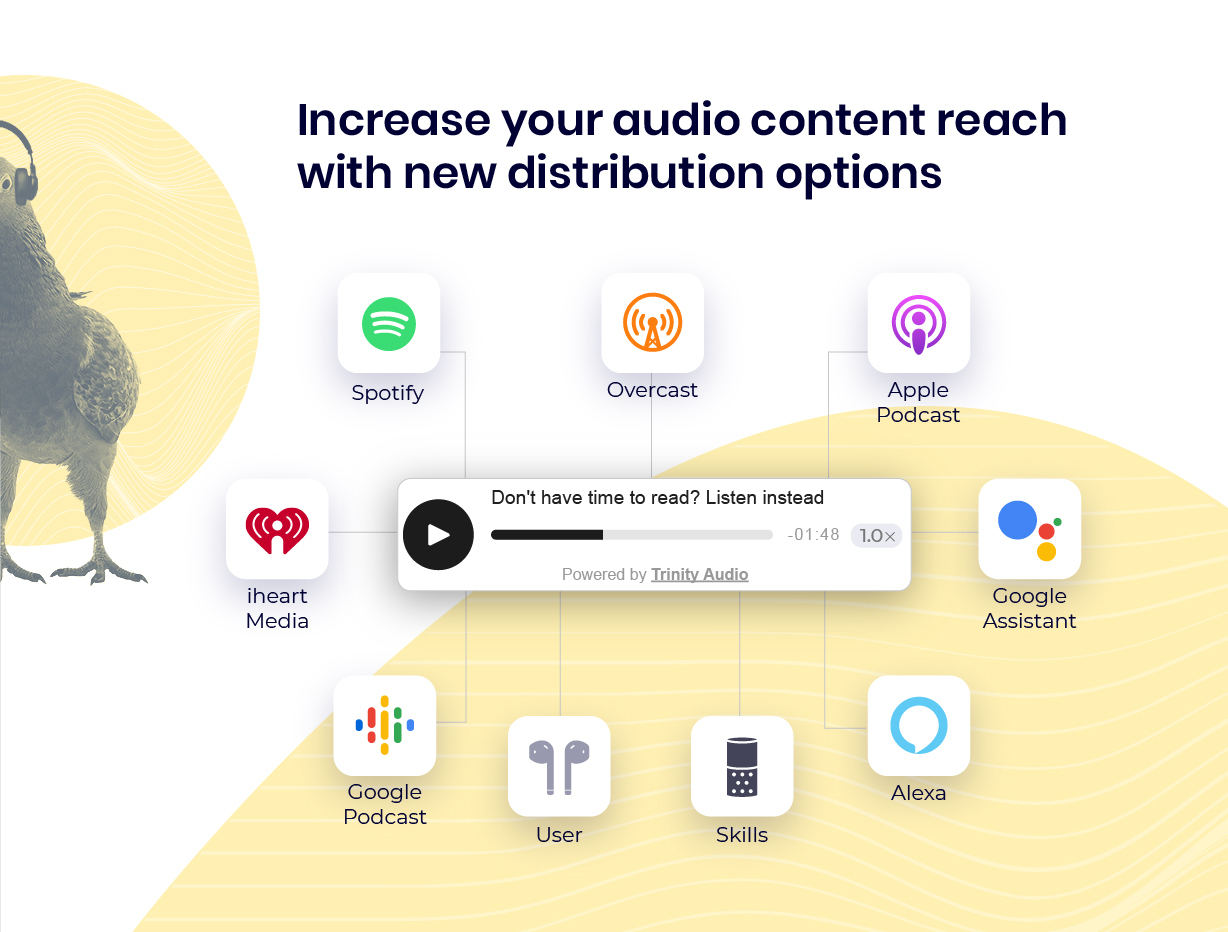 Increase your audio content reach
with new distribution options
Spotify
Overcast
Apple
Podcast
Don't have time to read? Listen instead
-01:48
1.0×
Powered by Trinity Audio
iheart
Media
Google
Assistant
Google
Podcast
User
Skills
Alexa